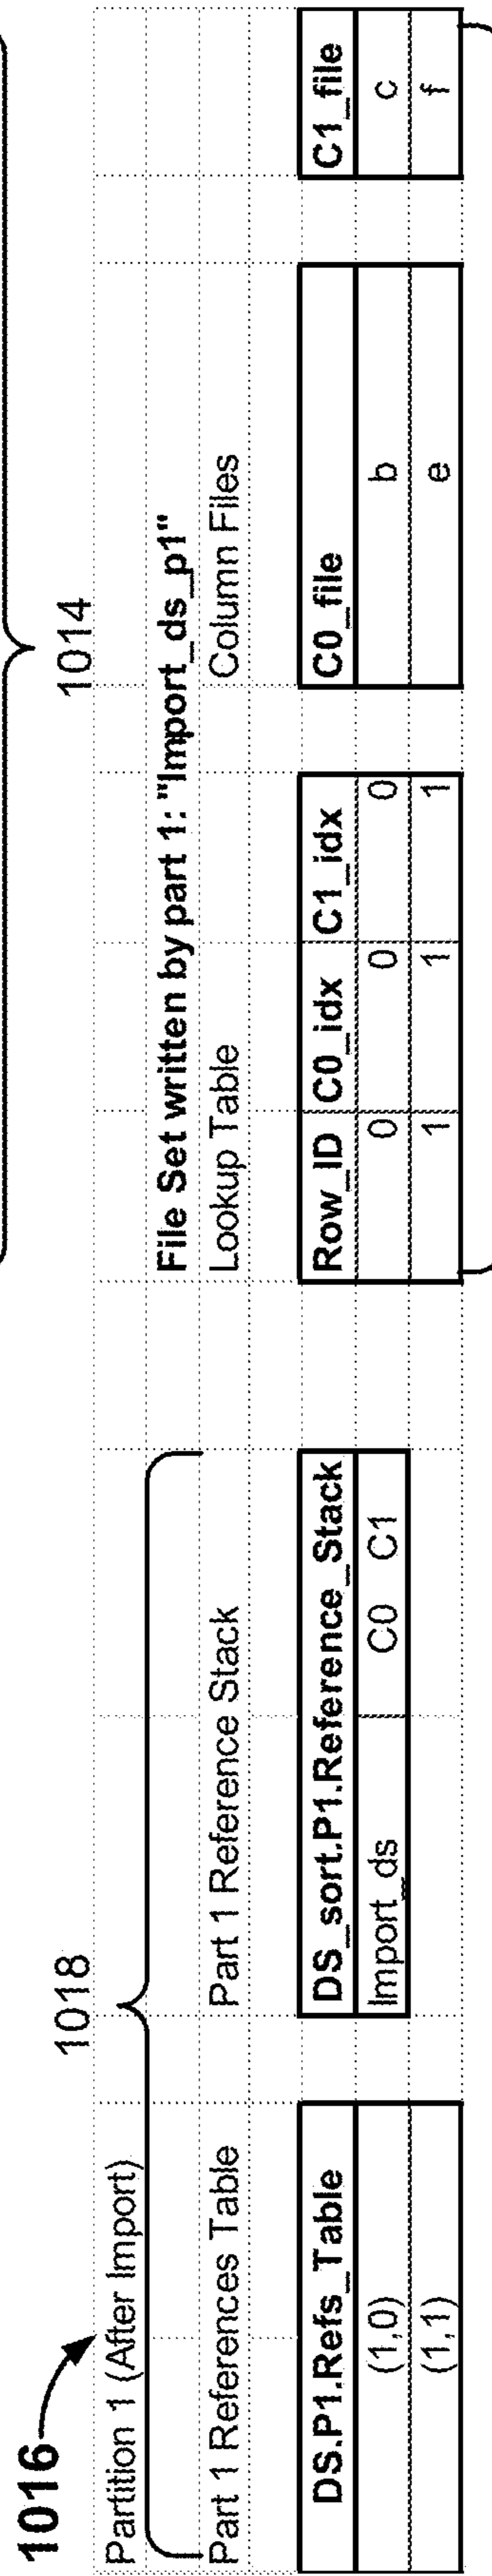 1014
1016
1018
Partition 1 (After Import)
File Set written by part 1: "Import_ds_p1"
Part 1 References Table Part 1 Reference Stack Lookup Table Column Files
DS.P1.Refs_Table DS_sort.P1.Reference_Stack Row_ID C0_idx C1_idx C0_file C1_file
(1,0) Import_ds C0 C1 0 0 0 b c
(1,1) 1 1 1 e f